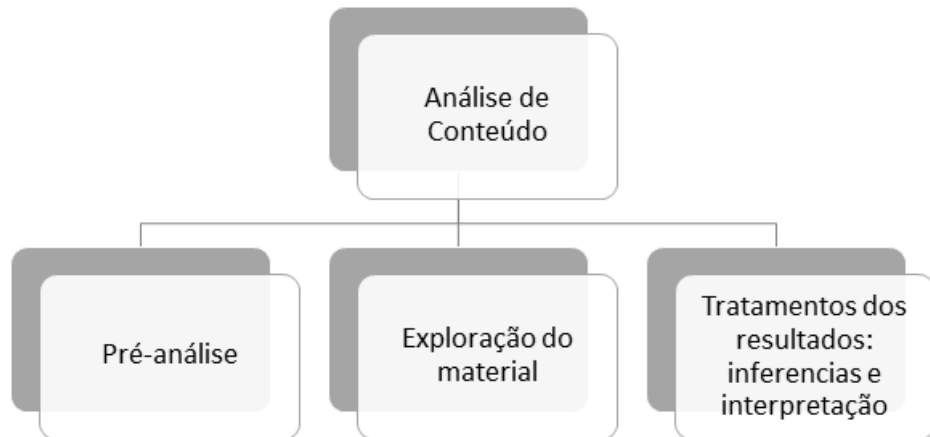 Análise de
Conteúdo
Pré-análise
Exploração do
material
Tratamentos dos
resultados:
inferencias e
interpretação